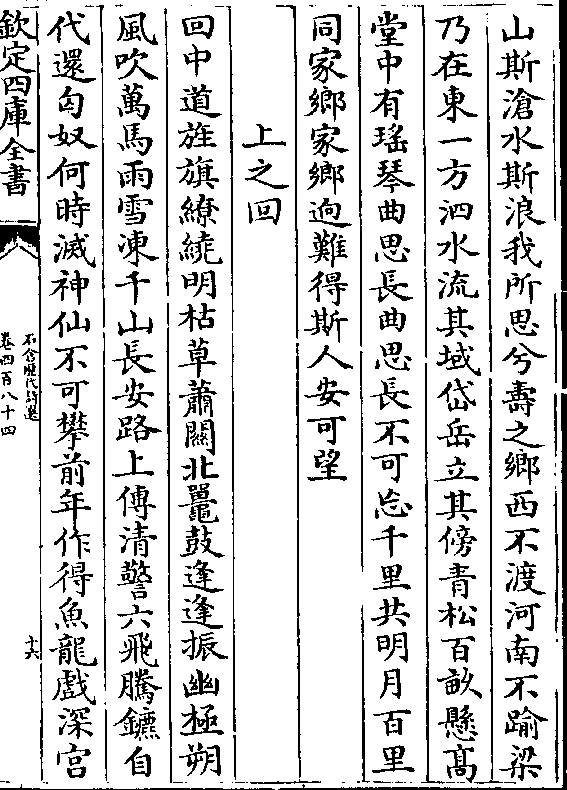 山斯滄水斯浪我所思兮壽之鄉西不渡河南不踰梁
乃在東一方泗水流其域岱岳立其傍青松百畝懸高
堂中有瑤琴曲思長曲思長不可忘千里共明月百里
同家鄉家鄉逈難得斯人安可望
上之回
回中道旌旗繚繞明枯草蕭關北鼉鼓逢逢振幽極朔
風吹萬馬雨雪凍千山長安路上傳清警六飛騰鑣自
代還匈奴何時滅神仙不可攀前年作得魚龍戲深宫
欽定四庫全書
石倉歷代詩選
卷四百八十四
十六